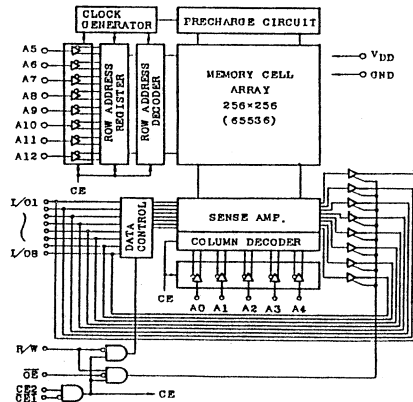 CLOCK GENERATOR
PRECHARGE CIRCUIT
A5
A6
A7
A8
A9
A10
A11
A12
ROW ADDRESS REGISTER
ROW ADDRESS DECODER
MEMORY CELL
ARRAY
256×256
(65536)
VDD
GND
CE
I/O1
I/O8
DATA CONTROL
SENSE AMP.
COLUMN DECODER
CE
A0 A1 A2 A3 A4
R/W
OE
CE2
CE1
CE